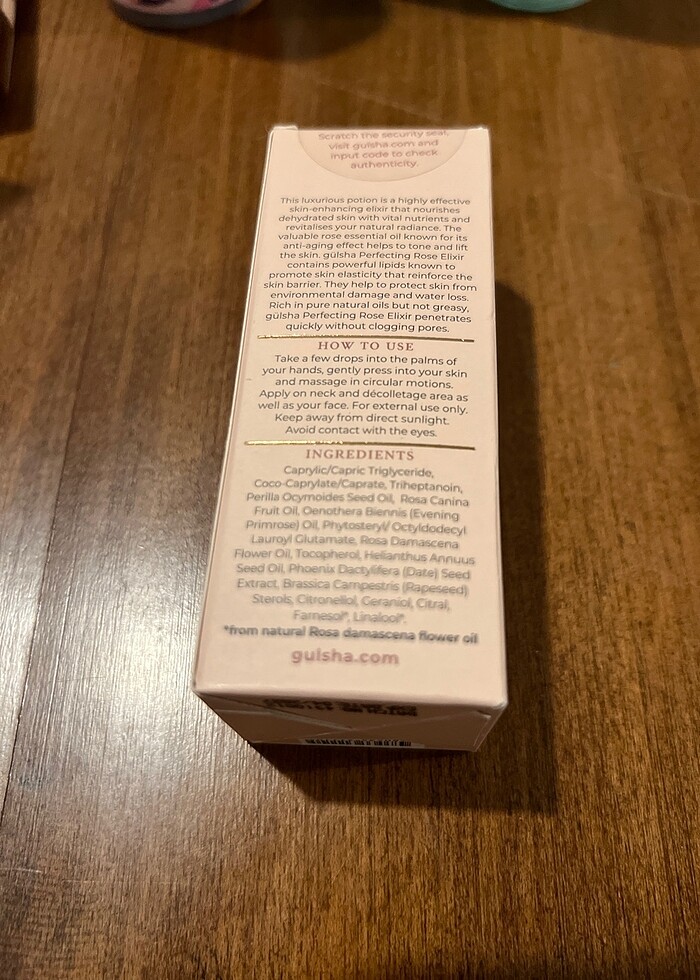 Scratch the security seal,
visit gulsha.com and
input code to check
authenticity.
This luxurious potion is a highly effective
skin-enhancing elixir that nourishes
dehydrated skin with vital nutrients and
revitalises your natural radiance. The
valuable rose essential oil known for its
anti-aging effect helps to tone and lift
the skin. gülsha Perfecting Rose Elixir
contains powerful lipids known to
promote skin elasticity that reinforce the
skin barrier. They help to protect skin from
environmental damage and water loss.
Rich in pure natural oils but not greasy,
gülsha Perfecting Rose Elixir penetrates
quickly without clogging pores.
HOW TO USE
Take a few drops into the palms of
your hands, gently press into your skin
and massage in circular motions.
Apply on neck and décolletage area as
well as your face. For external use only.
Keep away from direct sunlight.
Avoid contact with the eyes.
INGREDIENTS
Caprylic/Capric Triglyceride,
Coco-Caprylate/Caprate, Triheptanoin,
Perilla Ocymoides Seed Oil, Rosa Canina
Fruit Oil, Oenothera Biennis (Evening
Primrose) Oil, Phytosteryl/ Octyldodecyl
Lauroyl Glutamate, Rosa Damascena
Flower Oil, Tocopherol, Helianthus Annuus
Seed Oil, Phoenix Dactylifera (Date) Seed
Extract, Brassica Campestris (Rapeseed)
Sterols, Citronellol, Geraniol, Citral,
Farnesol*, Linalool*.
*from natural Rosa damascena flower oil
gulsha.com